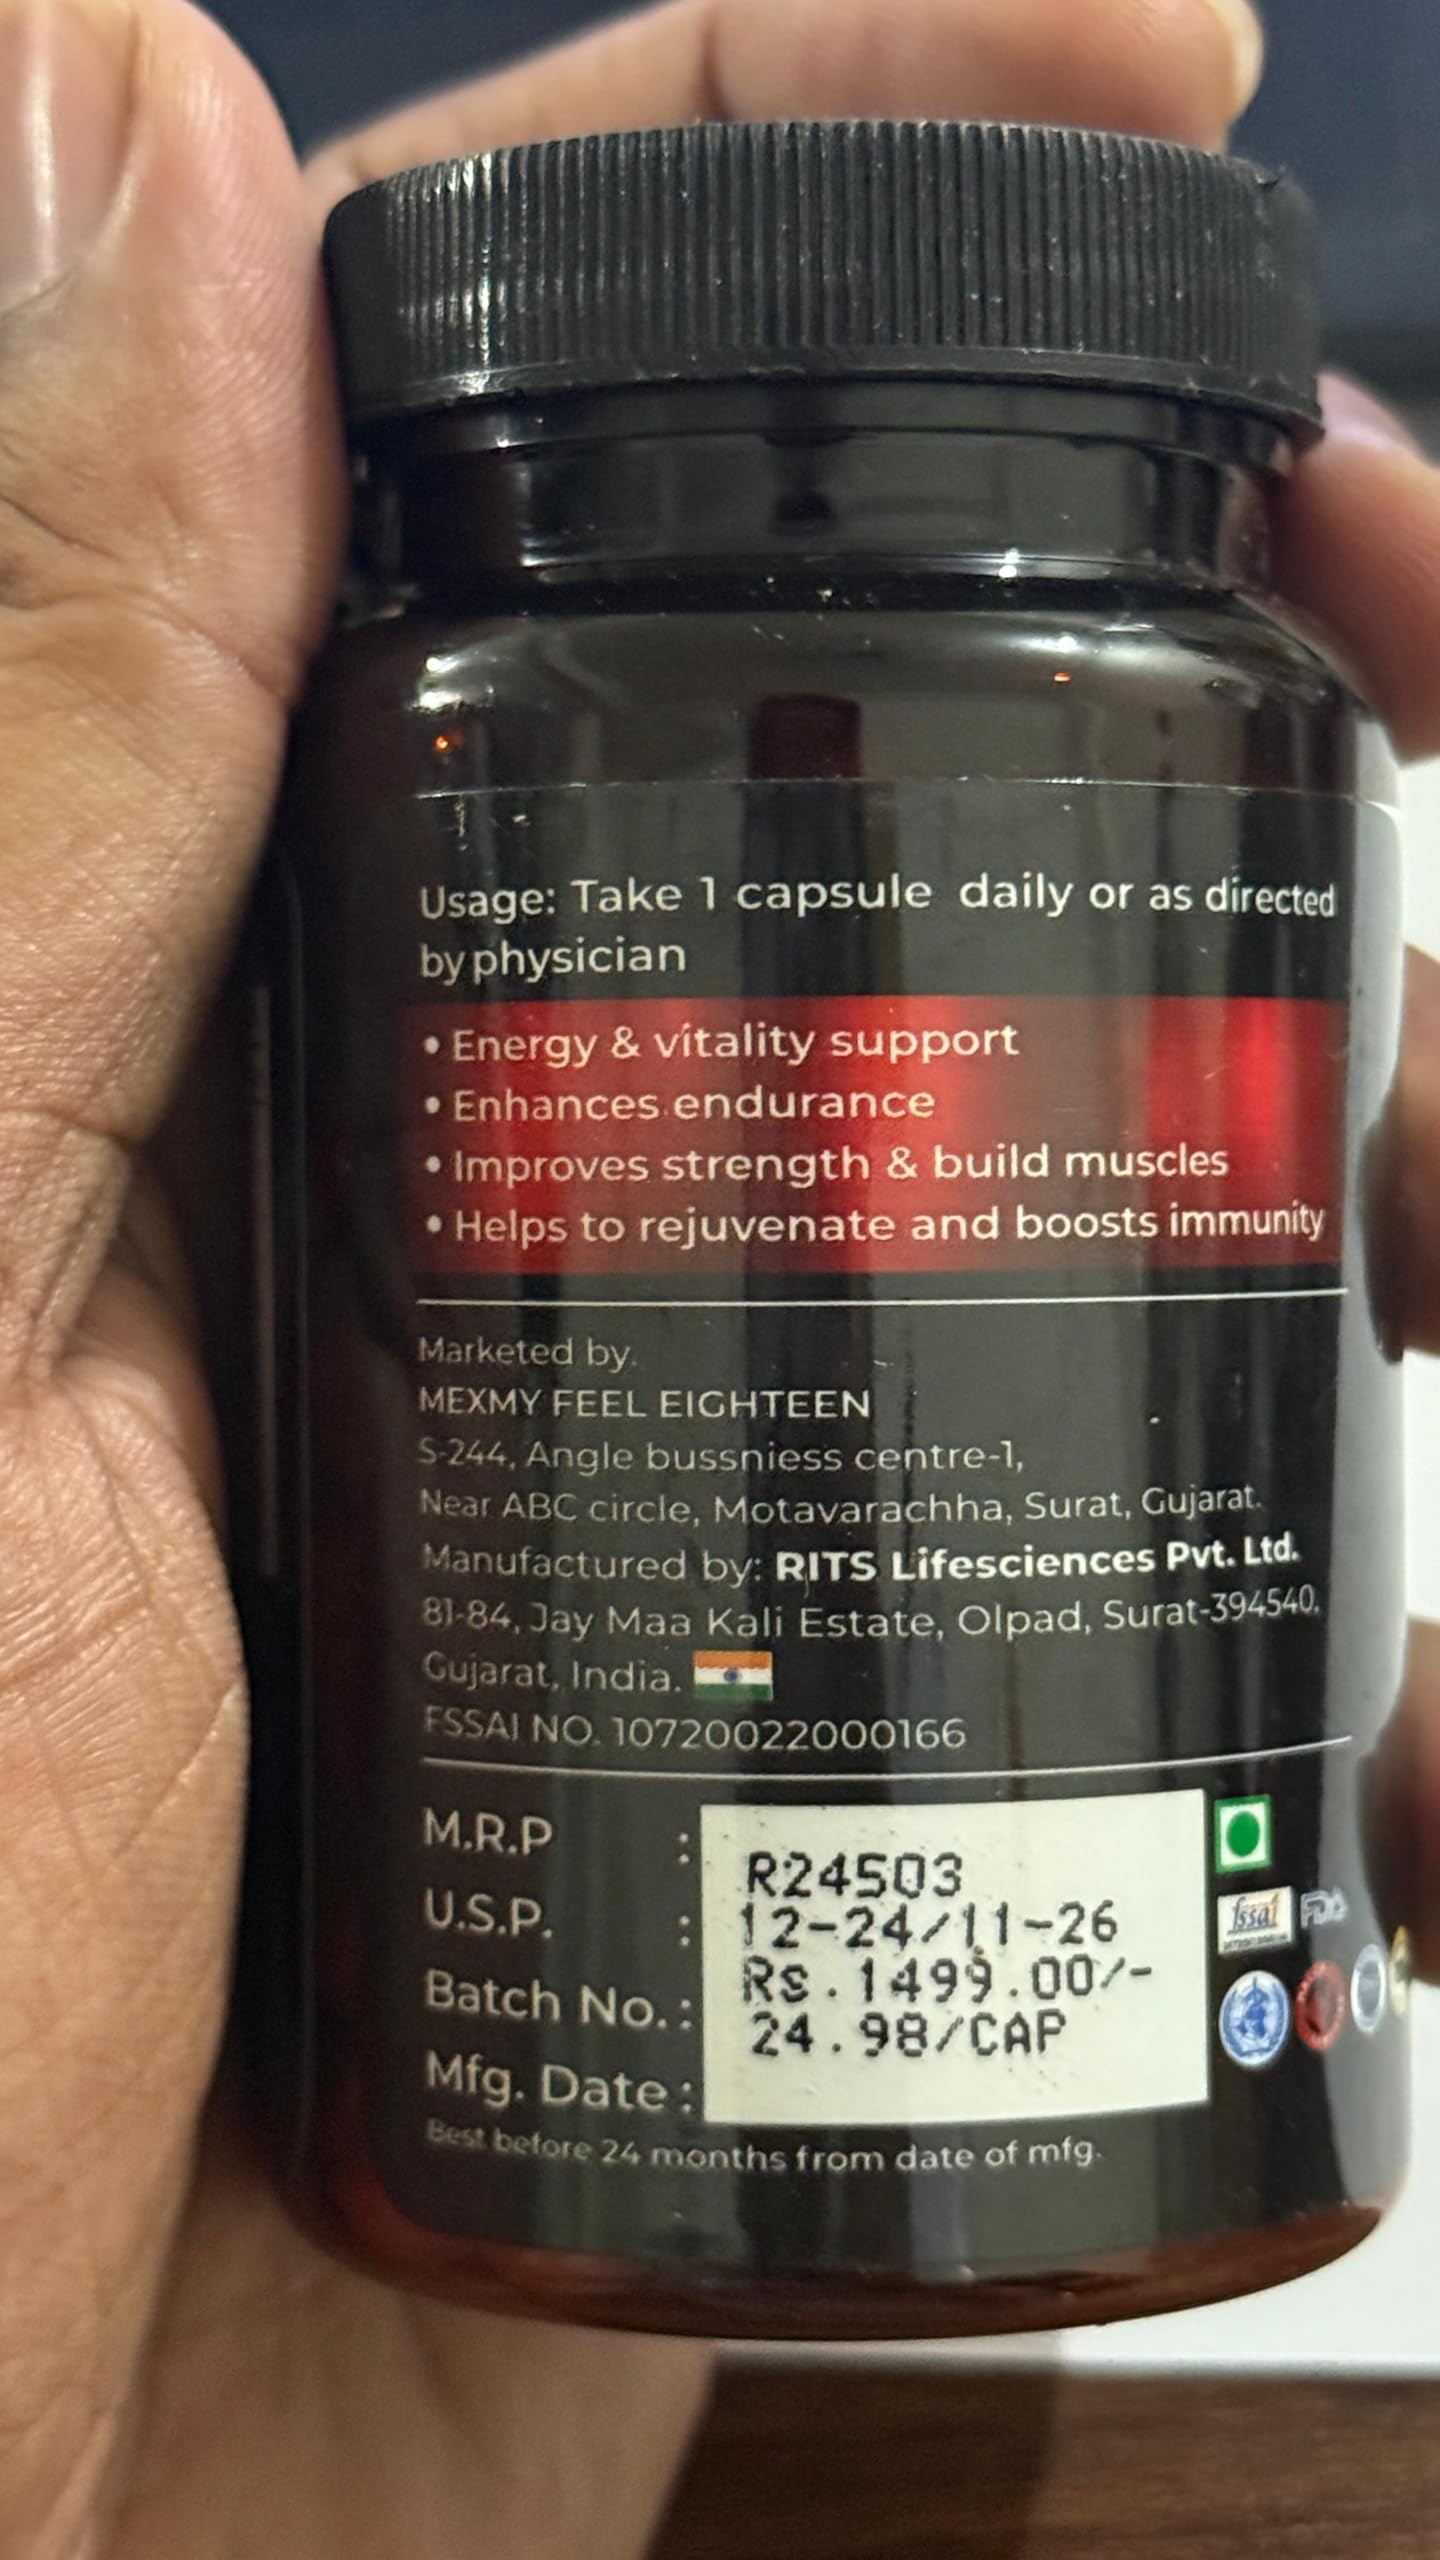 Usage: Take 1 capsule daily or as directed
by physician
• Energy & vitality support
• Enhances endurance
• Improves strength & build muscles
• Helps to rejuvenate and boosts immunity
Marketed by.
MEXMY FEEL EIGHTEEN
S-244, Angle bussniess centre-1,
Near ABC circle, Motavarachha, Surat, Gujarat.
Manufactured by: RITS Lifesciences Pvt. Ltd.
81-84, Jay Maa Kali Estate, Olpad, Surat-394540.
Gujarat, India.
FSSAI NO. 10720022000166
M.R.P :
U.S.P. :
Batch No. :
Mfg. Date :
R24503
12-24/11-26
Rs.1499.00/-
24.98/CAP
fssai
FDA
Best before 24 months from date of mfg.